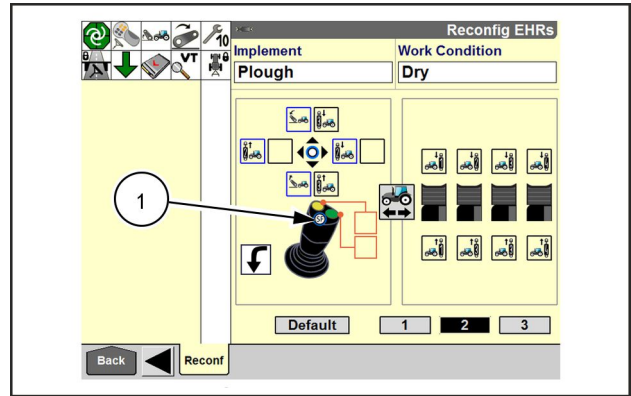 10
Reconfig EHRs
VT
Implement
Work Condition
Plough
Dry
1
Default
1
2
3
Back
Reconf